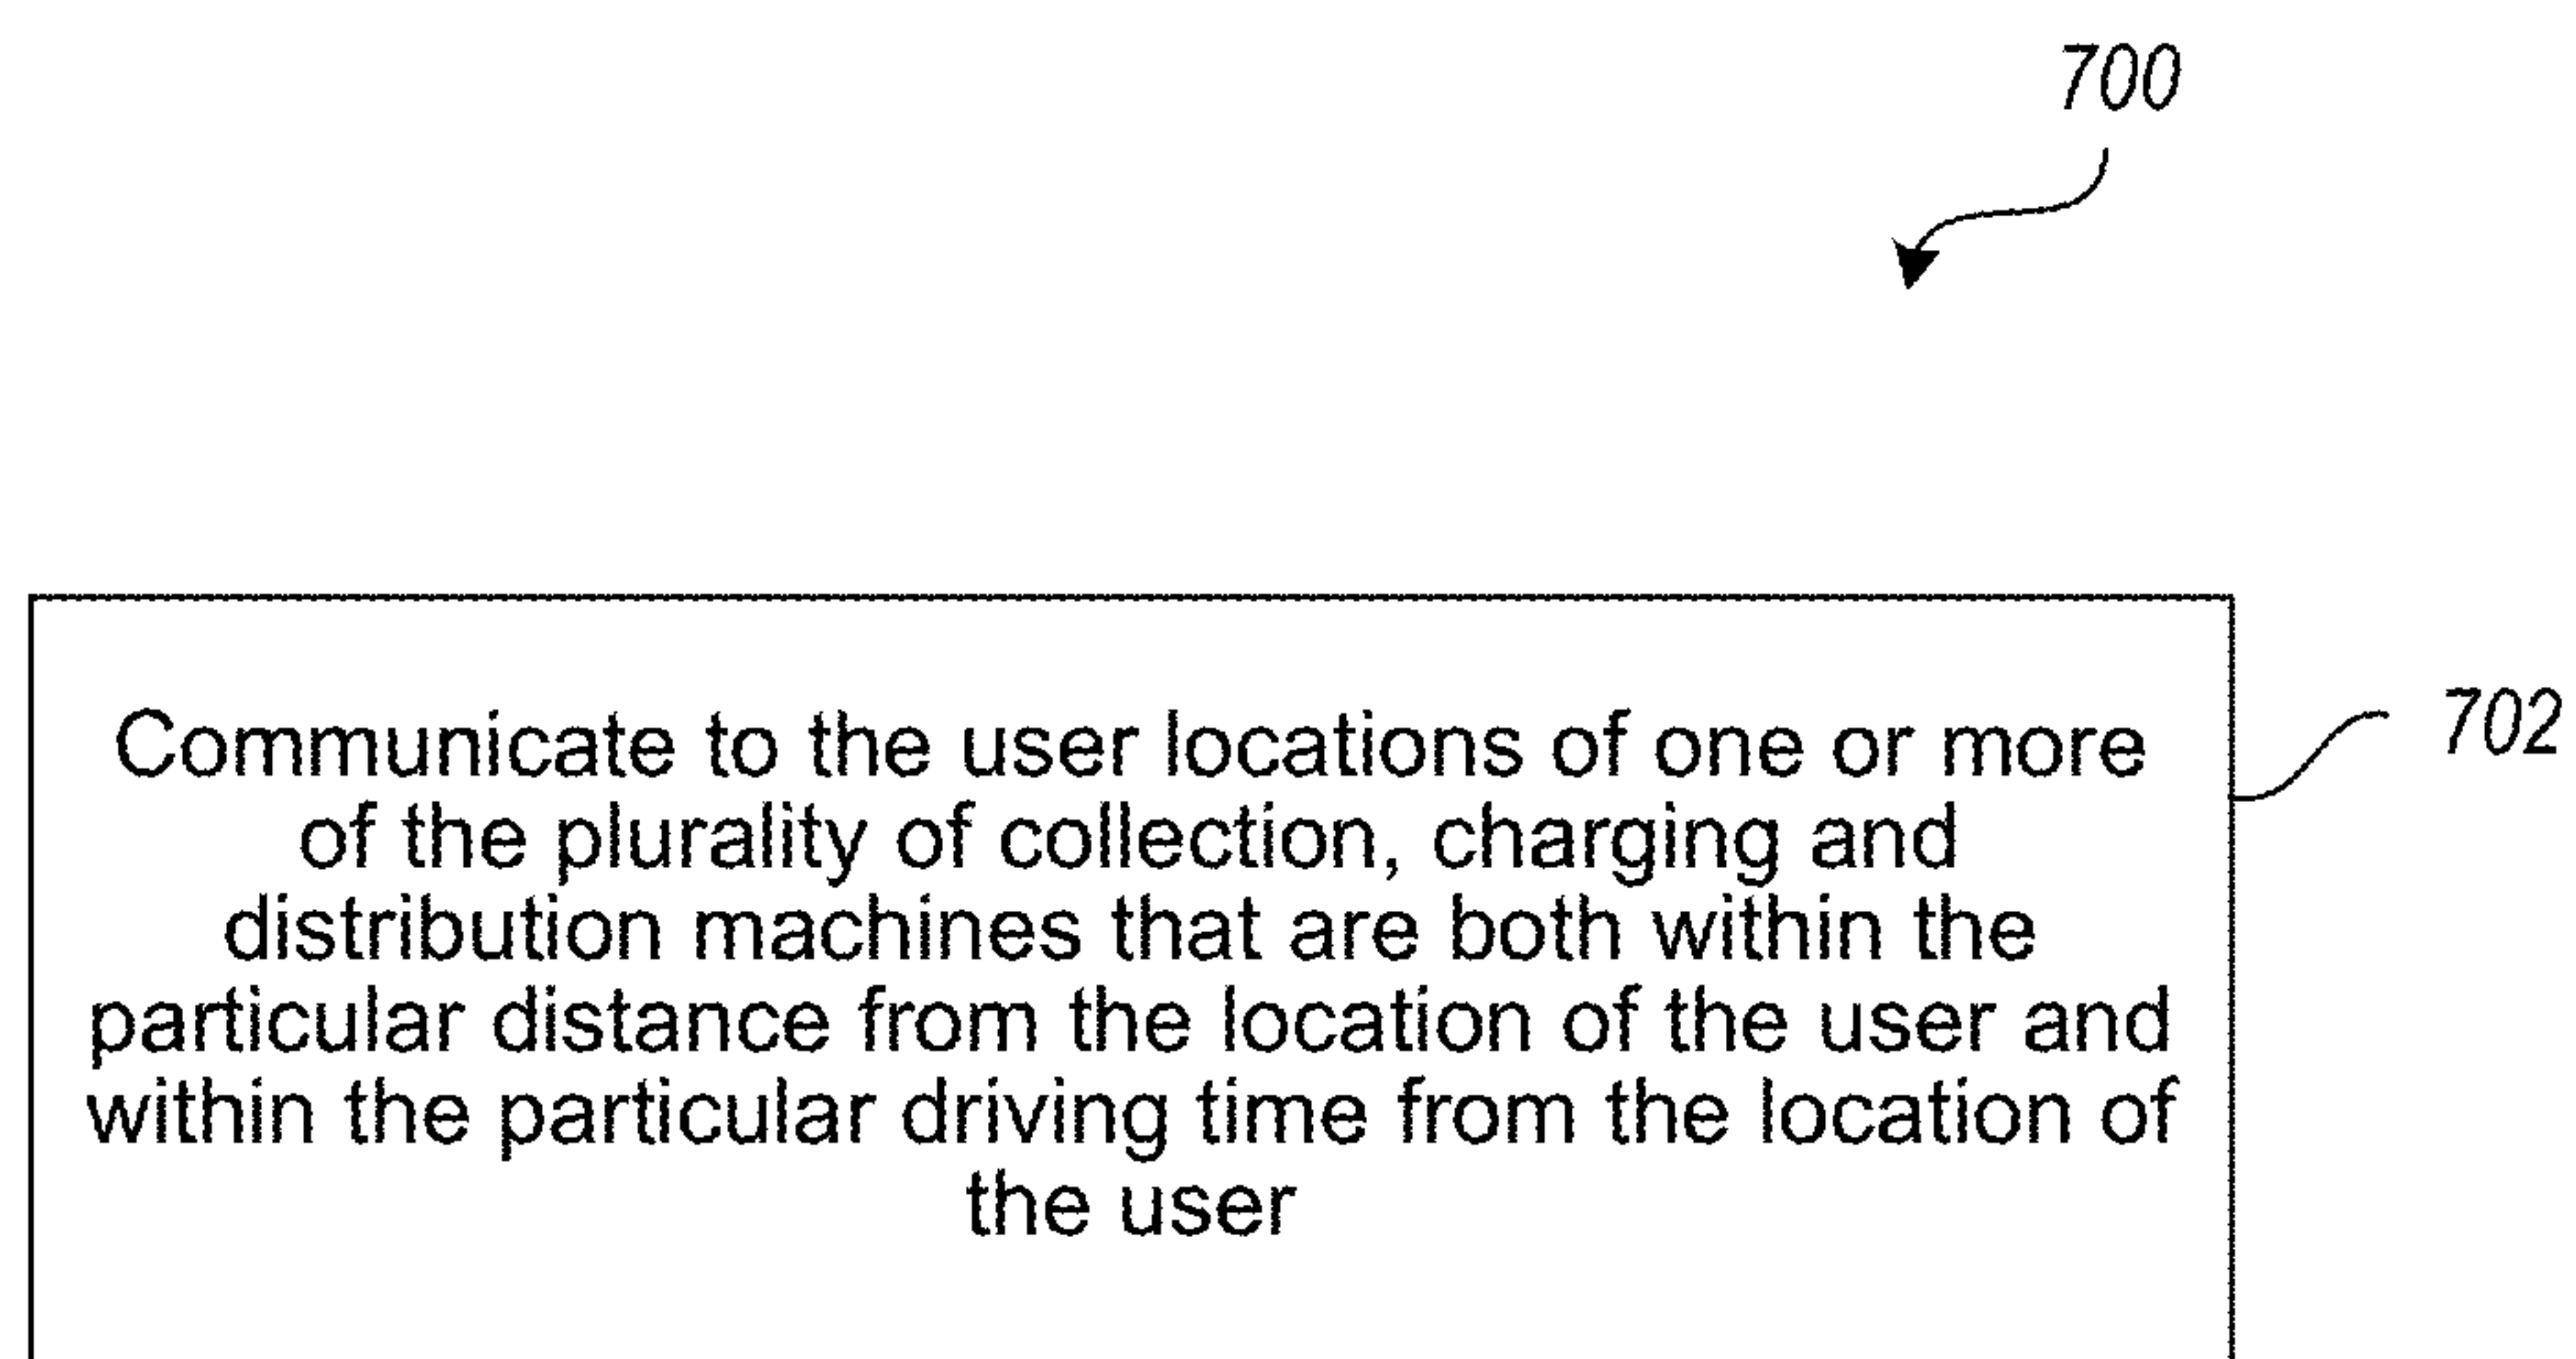 700
702
Communicate to the user locations of one or more
of the plurality of collection, charging and
distribution machines that are both within the
particular distance from the location of the user and
within the particular driving time from the location of
the user